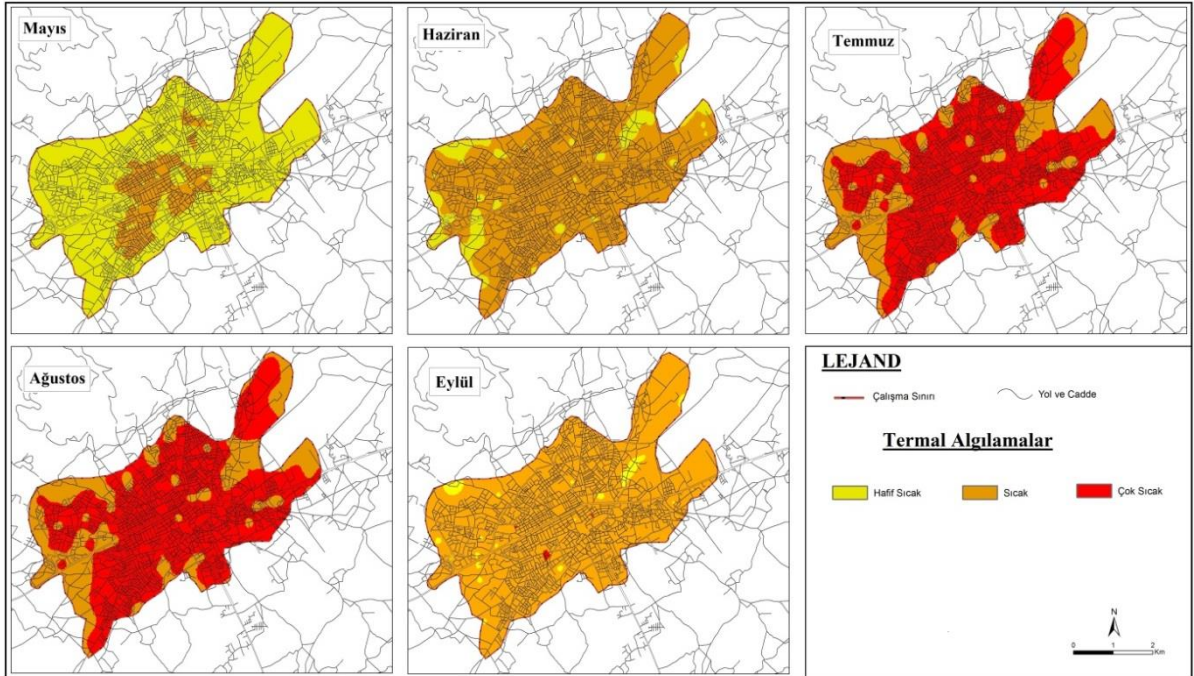 Mayıs
Haziran
Temmuz
Ağustos
Eylül
LEJAND
Çalışma Sınırı
Yol ve Cadde
Termal Algılamalar
Hafif Sıcak
Sıcak
Çok Sıcak
N
0 1 2
Km